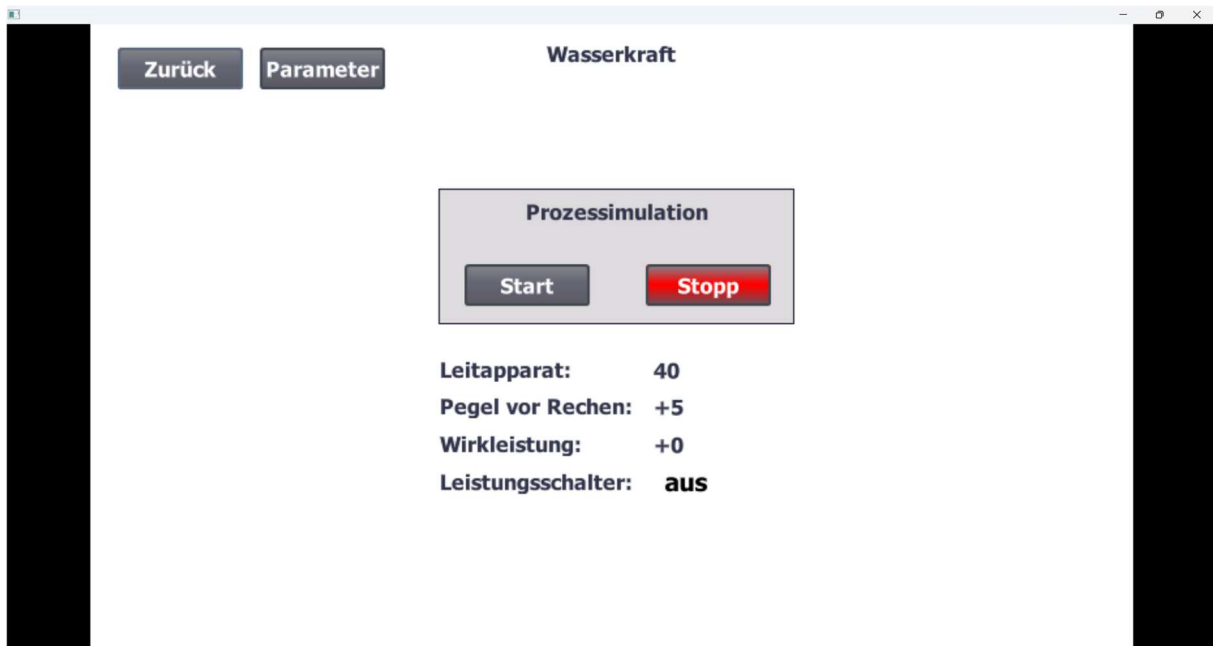 Zurück Parameter Wasserkraft
Prozessimulation
Start Stopp
Leitapparat: 40
Pegel vor Rechen: +5
Wirkleistung: +0
Leistungsschalter: aus